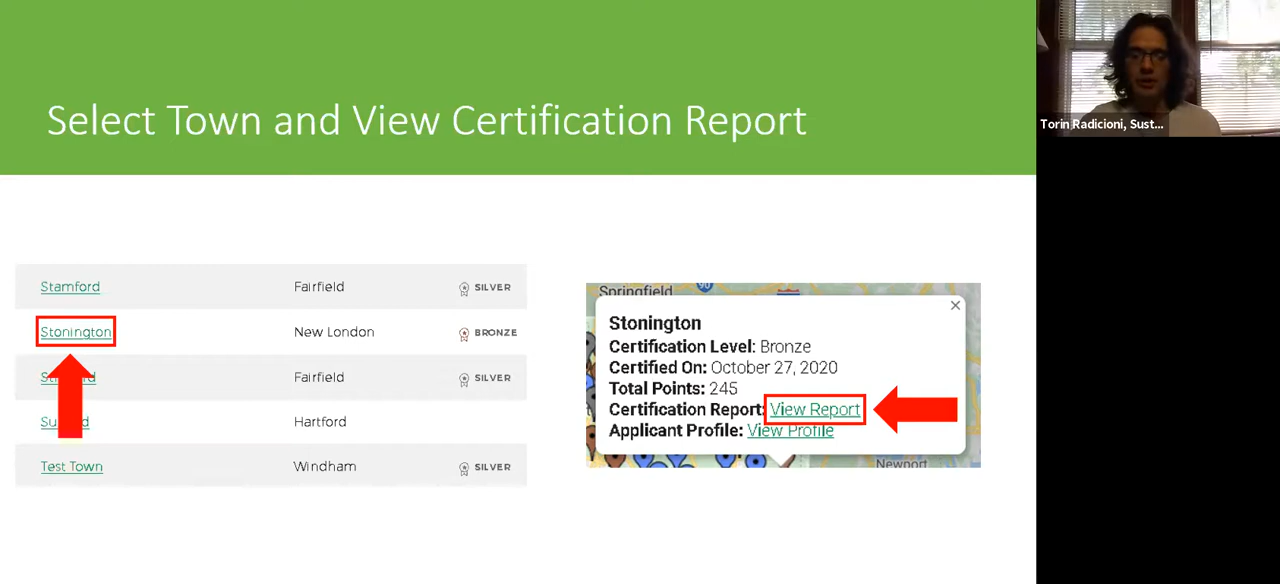 Select Town and View Certification Report
Torin Radicioni, Sust...
Stamford Fairfield SILVER
Stonington New London BRONZE
Fairfield SILVER
Hartford
Test Town Windham SILVER
Springfield 90
Stonington
Certification Level: Bronze
Certified On: October 27, 2020
Total Points: 245
Certification Report: View Report
Applicant Profile: View Profile
Newport